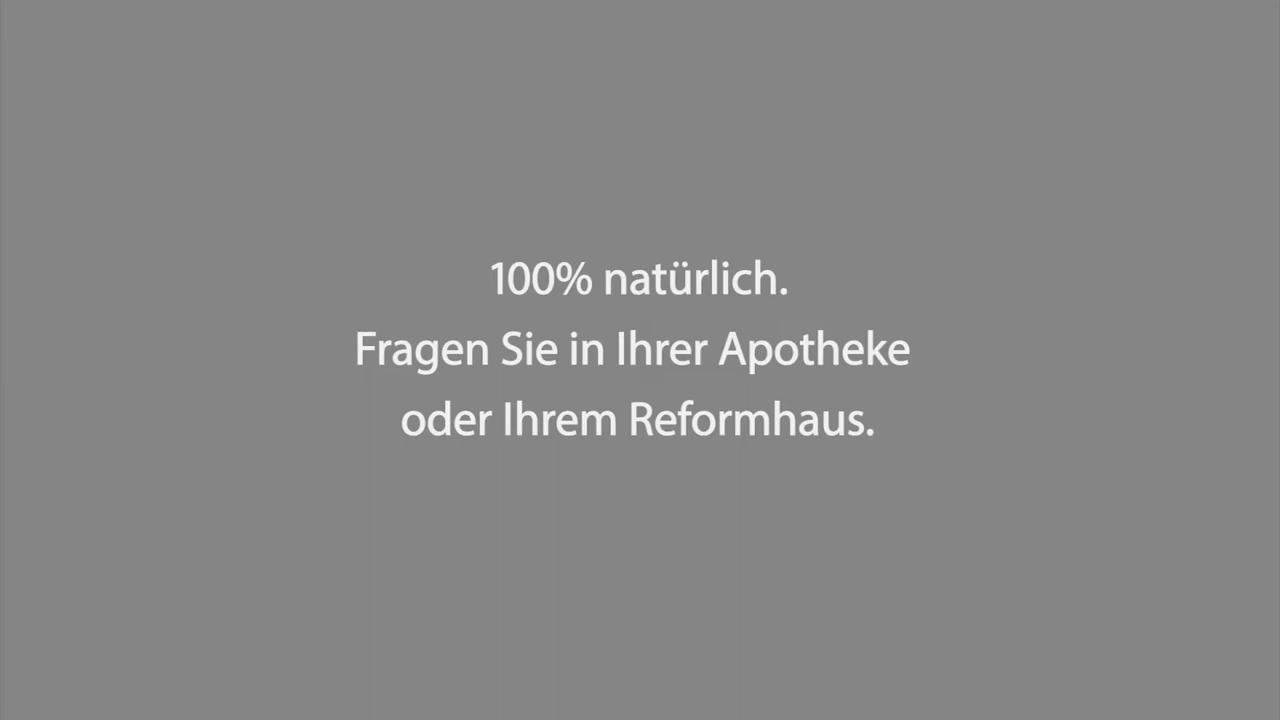 100% natürlich.
Fragen Sie in Ihrer Apotheke
oder Ihrem Reformhaus.